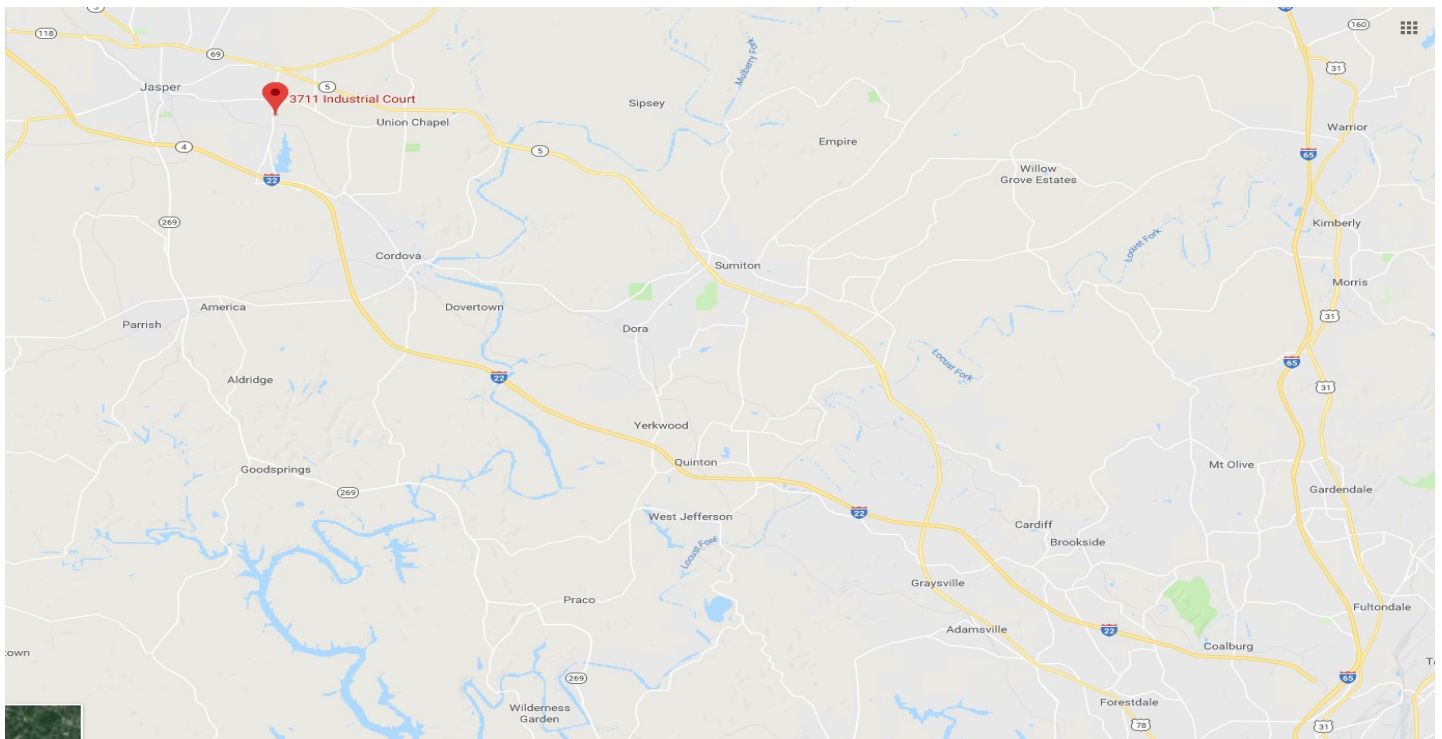 118
5
69
160
31
Jasper
3711 Industrial Court
5
Mulberry Fork
Sipsey
Union Chapel
Empire
Warrior
4
5
65
22
Willow
Grove Estates
269
Kimberly
Locust Fork
Cordova
Sumiton
Morris
America
Dovertown
31
Parrish
Dora
Locust Fork
65
Aldridge
22
31
Yerkwood
Goodsprings
Quinton
Mt Olive
269
Gardendale
West Jefferson
22
Cardiff
Brookside
Locust Fork
Graysville
Praco
Fultondale
Adamsville
22
Coalburg
town
269
65
Wilderness
Garden
Forestdale
78
31